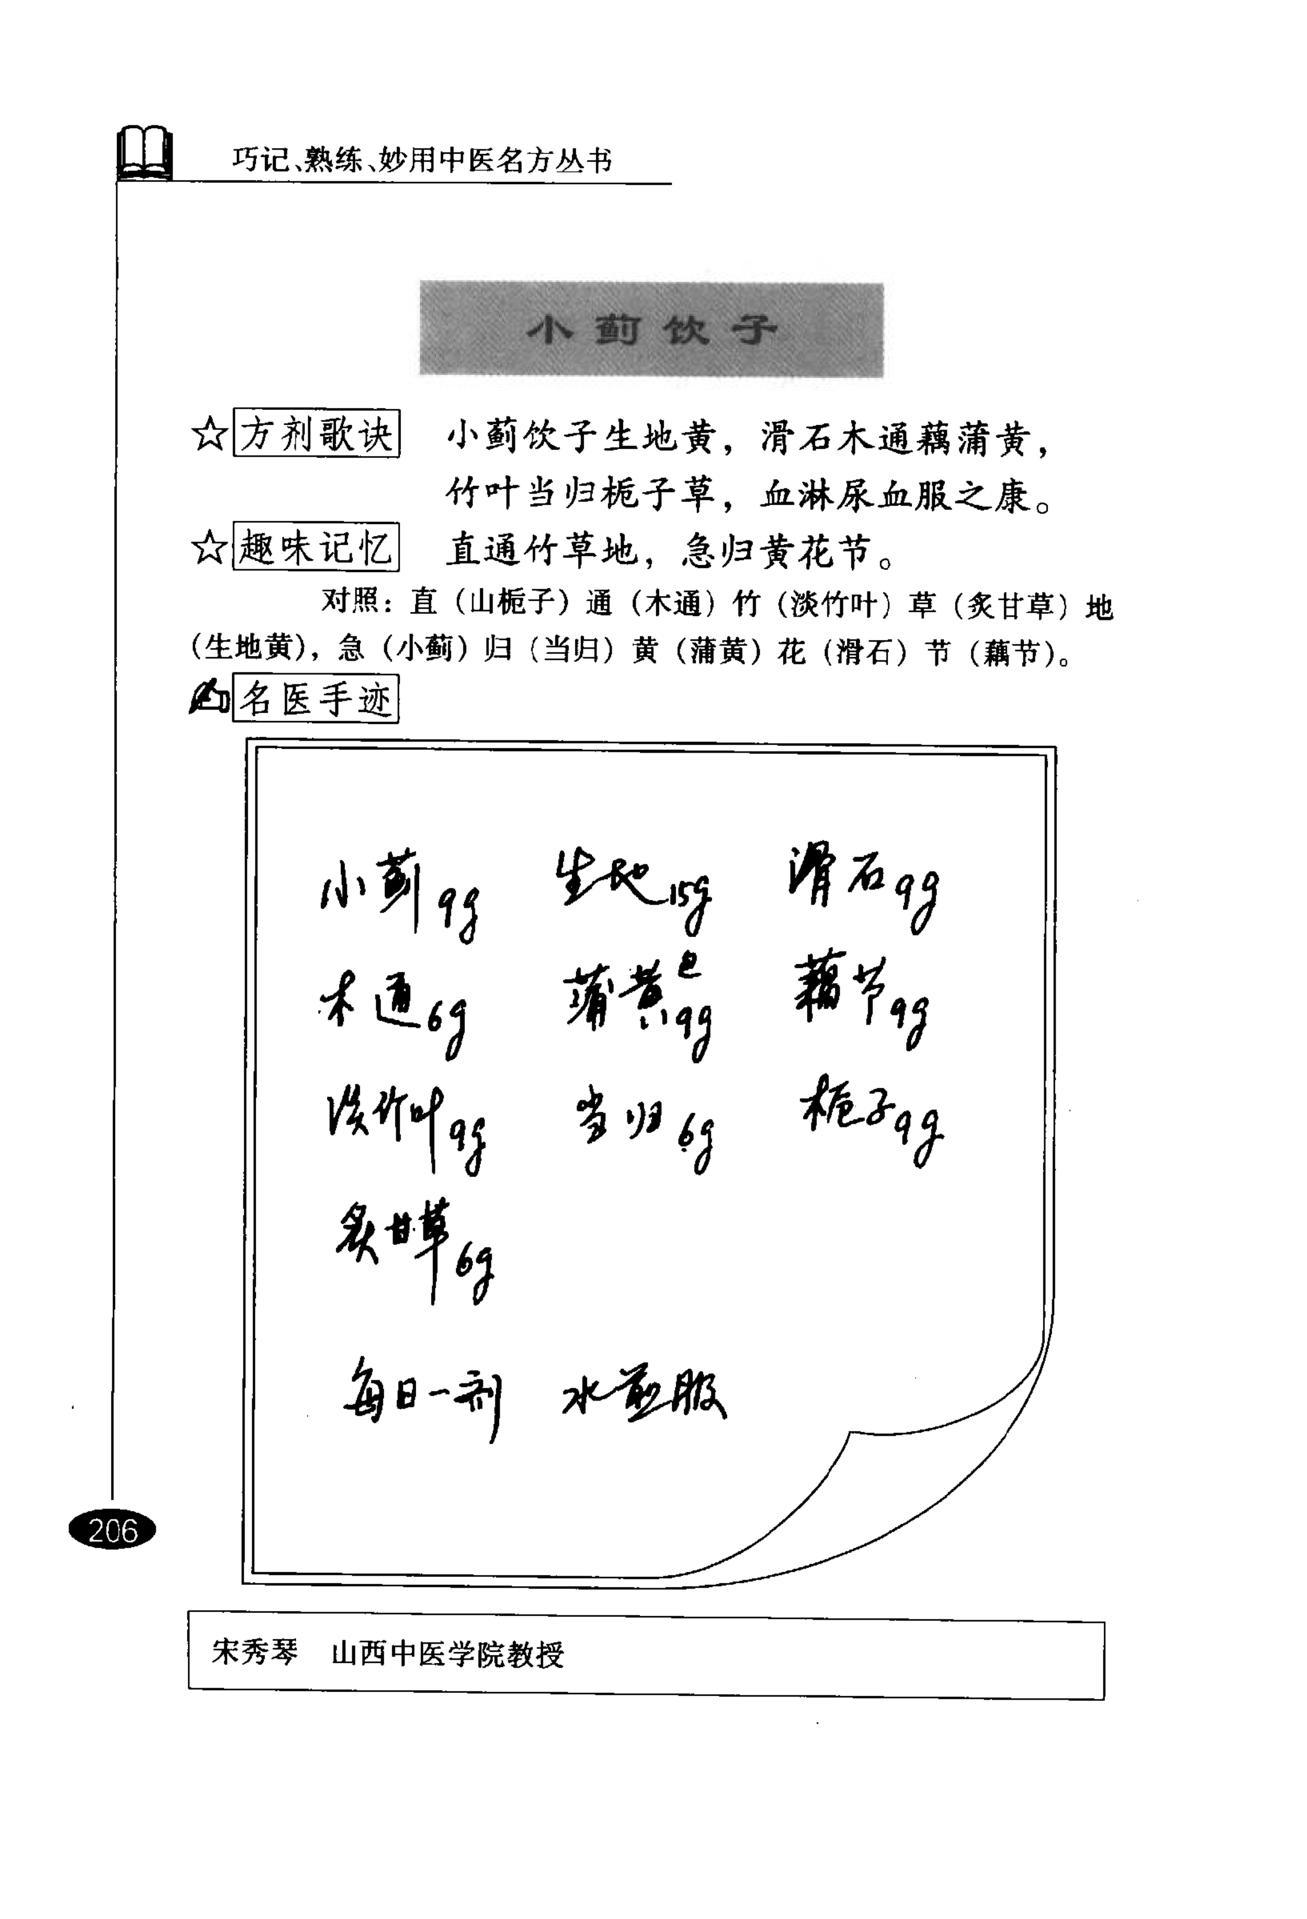 巧记、熟练、妙用中医名方丛书
小蓟饮子
☆方剂歌诀 小蓟饮子生地黄，滑石木通藕蒲黄，
竹叶当归栀子草，血淋尿血服之康。
☆趣味记忆 直通竹草地，急归黄花节。
对照：直（山栀子）通（木通）竹（淡竹叶）草（炙甘草）地
（生地黄），急（小蓟）归（当归）黄（蒲黄）花（滑石）节（藕节）。
名医手迹
小蓟9g 生地15g 滑石9g
木通6g 蒲黄包9g 藕节9g
淡竹叶9g 当归6g 栀子9g
炙甘草6g
每日一剂 水煎服
206
宋秀琴 山西中医学院教授